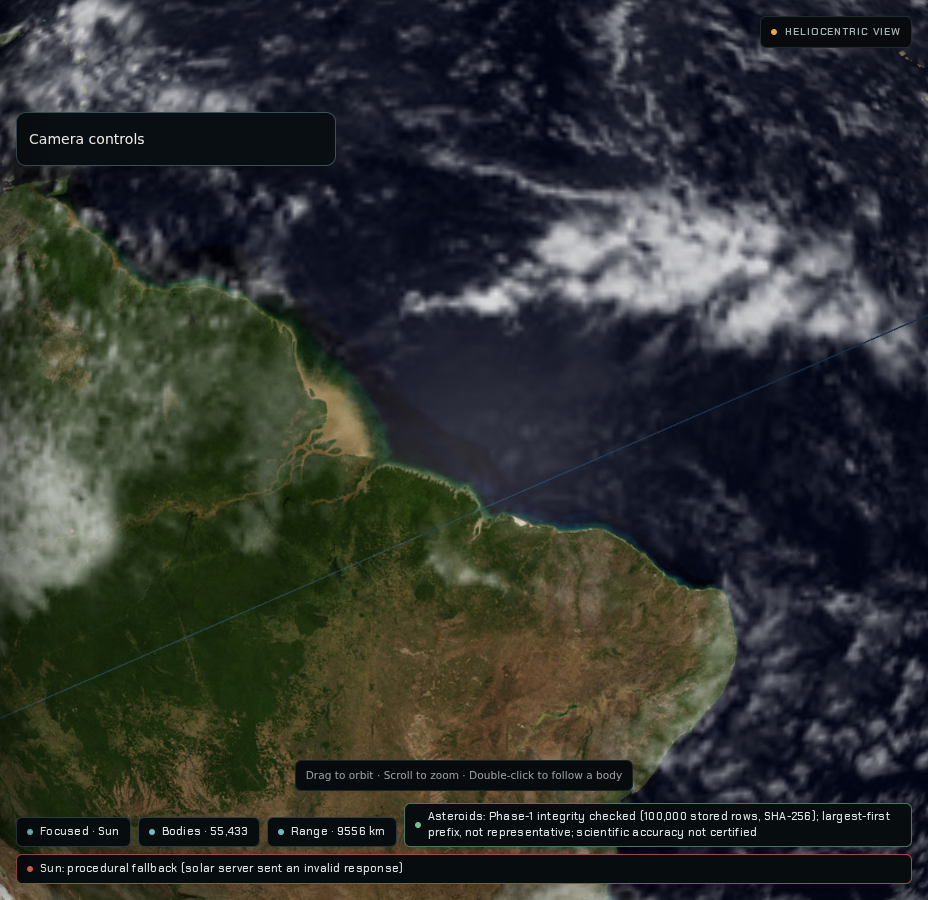 HELIOCENTRIC VIEW
Camera controls
Drag to orbit · Scroll to zoom · Double-click to follow a body
Focused · Sun
Bodies · 55,433
Range · 9556 km
Asteroids: Phase-1 integrity checked (100,000 stored rows, SHA-256); largest-first
prefix, not representative; scientific accuracy not certified
Sun: procedural fallback (solar server sent an invalid response)